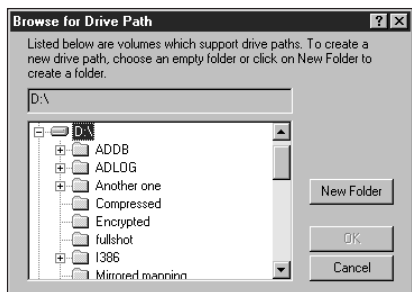 Browse for Drive Path
Listed below are volumes which support drive paths. To create a
new drive path, choose an empty folder or click on New Folder to
create a folder.
D:\
D:\
ADDB
ADLOG
Another one
Compressed
Encrypted
fullshot
I386
Mirrored manning
New Folder
OK
Cancel